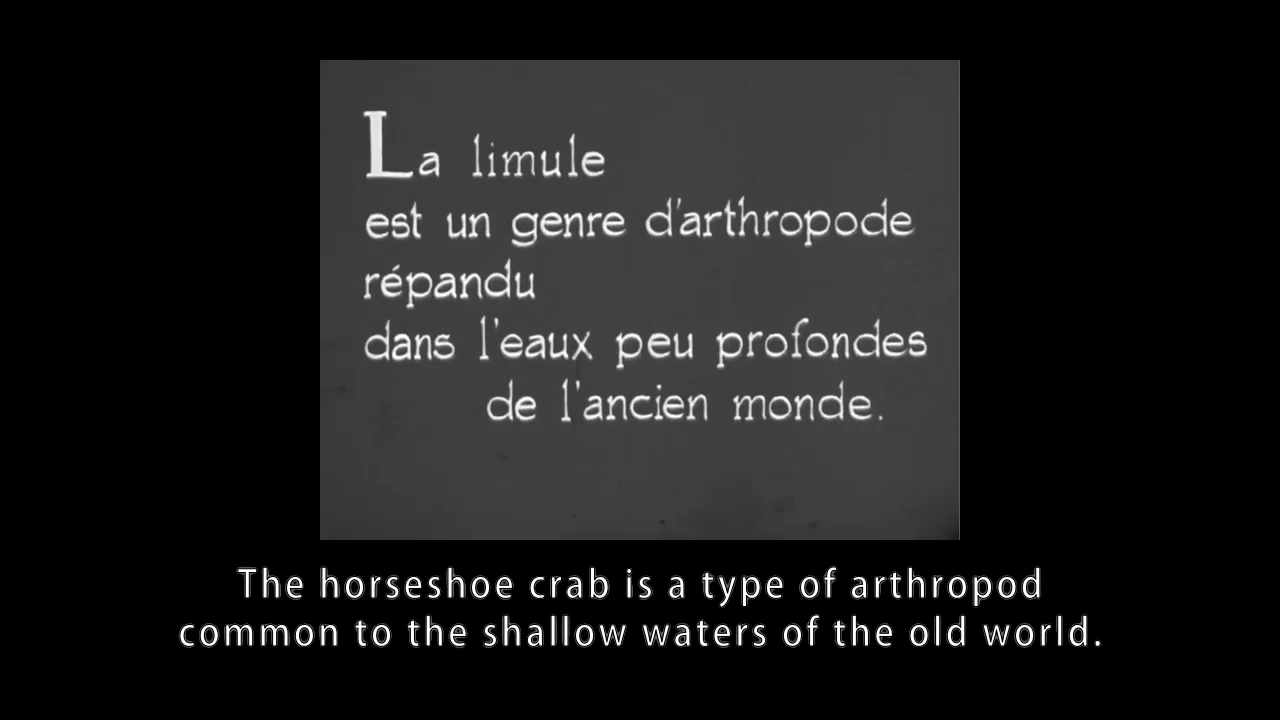 La limule
est un genre d'arthropode
répandu
dans l'eaux peu profondes
de l'ancien monde.
The horseshoe crab is a type of arthropod
common to the shallow waters of the old world.